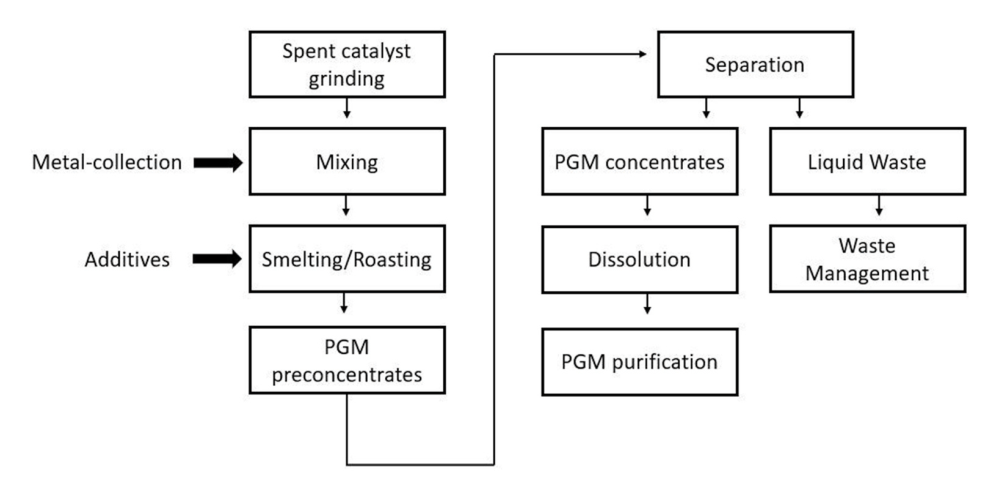 Spent catalyst
grinding
Metal-collection
Mixing
Additives
Smelting/Roasting
PGM
preconcentrates
Separation
PGM concentrates
Liquid Waste
Dissolution
Waste
Management
PGM purification